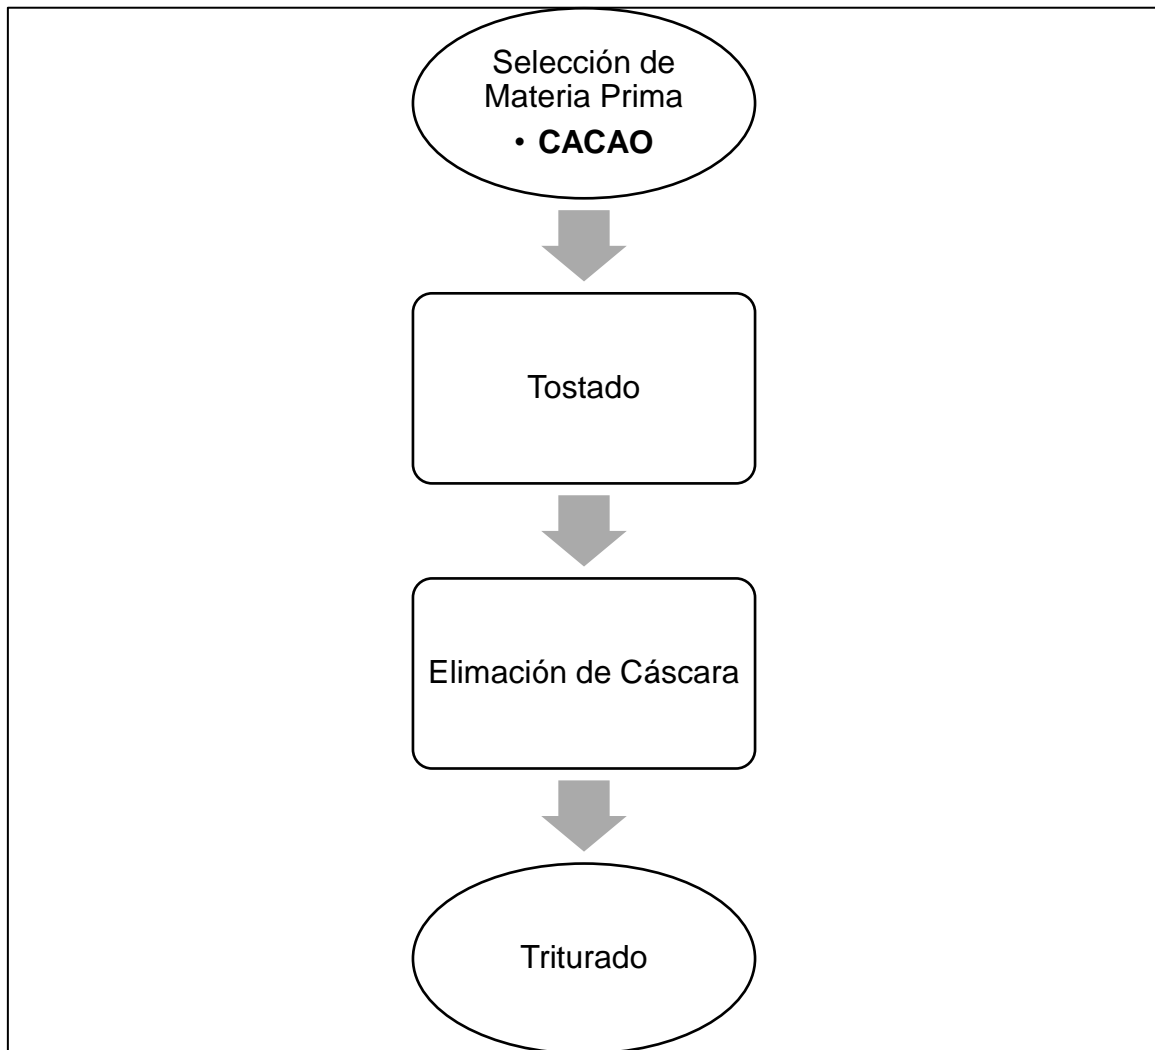 Selección de
Materia Prima
• CACAO
Tostado
Elimación de Cáscara
Triturado